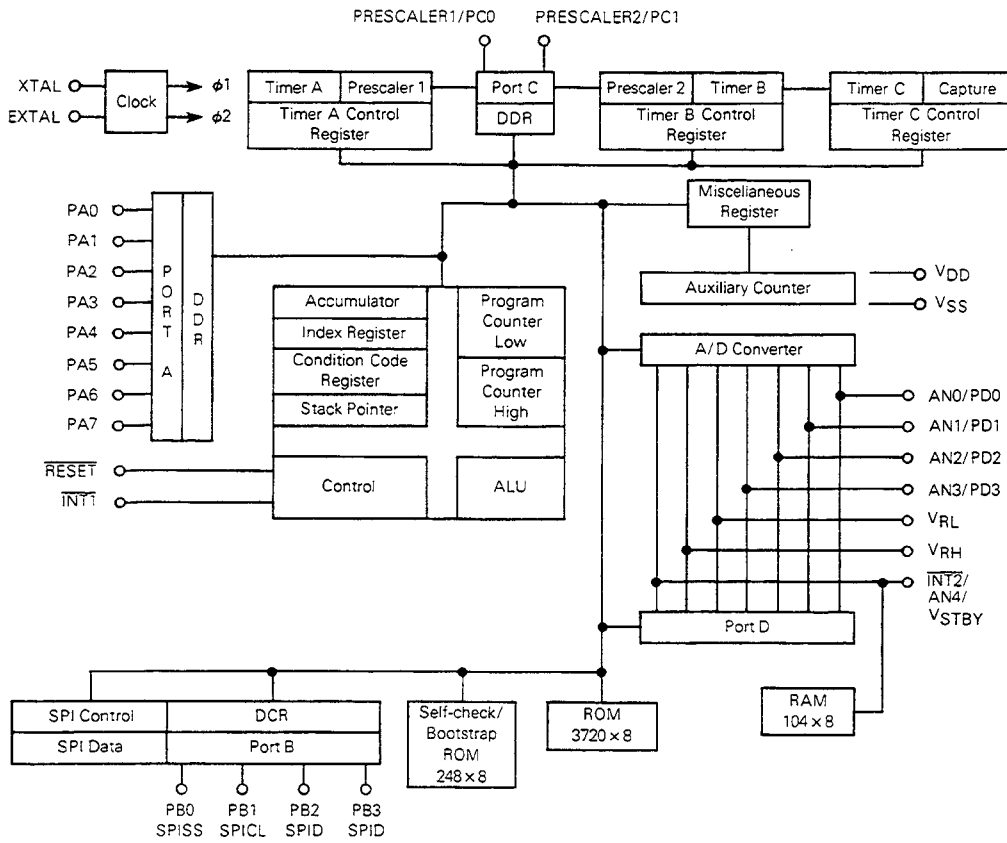 PRESCALER1/PC0
PRESCALER2/PC1
XTAL
EXTAL
Clock
ϕ1
ϕ2
Timer A
Prescaler 1
Timer A Control
Register
Port C
DDR
Prescaler 2
Timer B
Timer B Control
Register
Timer C
Capture
Timer C Control
Register
Miscellaneous
Register
Auxiliary Counter
VDD
VSS
PA0
PA1
PA2
PA3
PA4
PA5
PA6
PA7
PORT A
DDR
RESET
INT1
Accumulator
Index Register
Condition Code
Register
Stack Pointer
Program
Counter
Low
Program
Counter
High
Control
ALU
A/D Converter
AN0/PD0
AN1/PD1
AN2/PD2
AN3/PD3
VRL
VRH
INT2/
AN4/
VSTBY
Port D
SPI Control
DCR
SPI Data
Port B
Self-check/
Bootstrap
ROM
248 × 8
ROM
3720 × 8
RAM
104 × 8
PB0
SPISS
PB1
SPICL
PB2
SPID
PB3
SPID